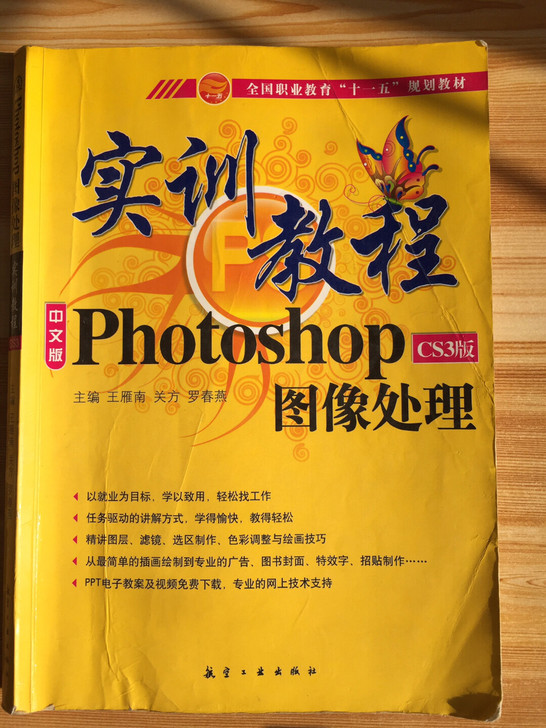 十一五
全国职业教育“十一五”规划教材
实训
教程
中文版
Photoshop
CS3版
主编 王雁南 关方 罗春燕
图像处理
以就业为目标，学以致用，轻松找工作
任务驱动的讲解方式，学得愉快，教得轻松
精讲图层、滤镜、选区制作、色彩调整与绘画技巧
从最简单的插画绘制到专业的广告、图书封面、特效字、招贴制作……
PPT电子教案及视频免费下载，专业的网上技术支持
航空工业出版社